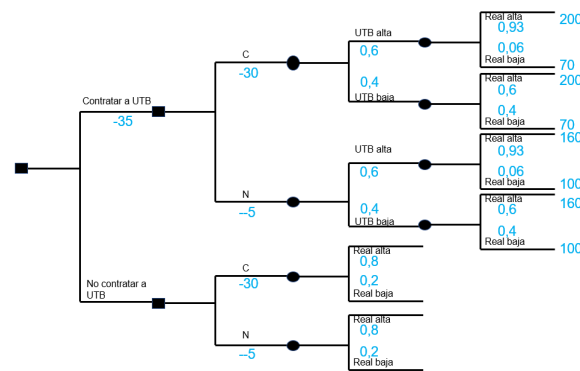 Contratar a UTB
-35
C
-30
UTB alta
0,6
0,4
UTB baja
Real alta
0,93
0,06
Real baja
200
70
Real alta
0,6
0,4
Real baja
200
70
N
--5
UTB alta
0,6
0,4
UTB baja
Real alta
0,93
0,06
Real baja
160
100
Real alta
0,6
0,4
Real baja
160
100
No contratar a
UTB
C
-30
Real alta
0,8
0,2
Real baja
N
--5
Real alta
0,8
0,2
Real baja